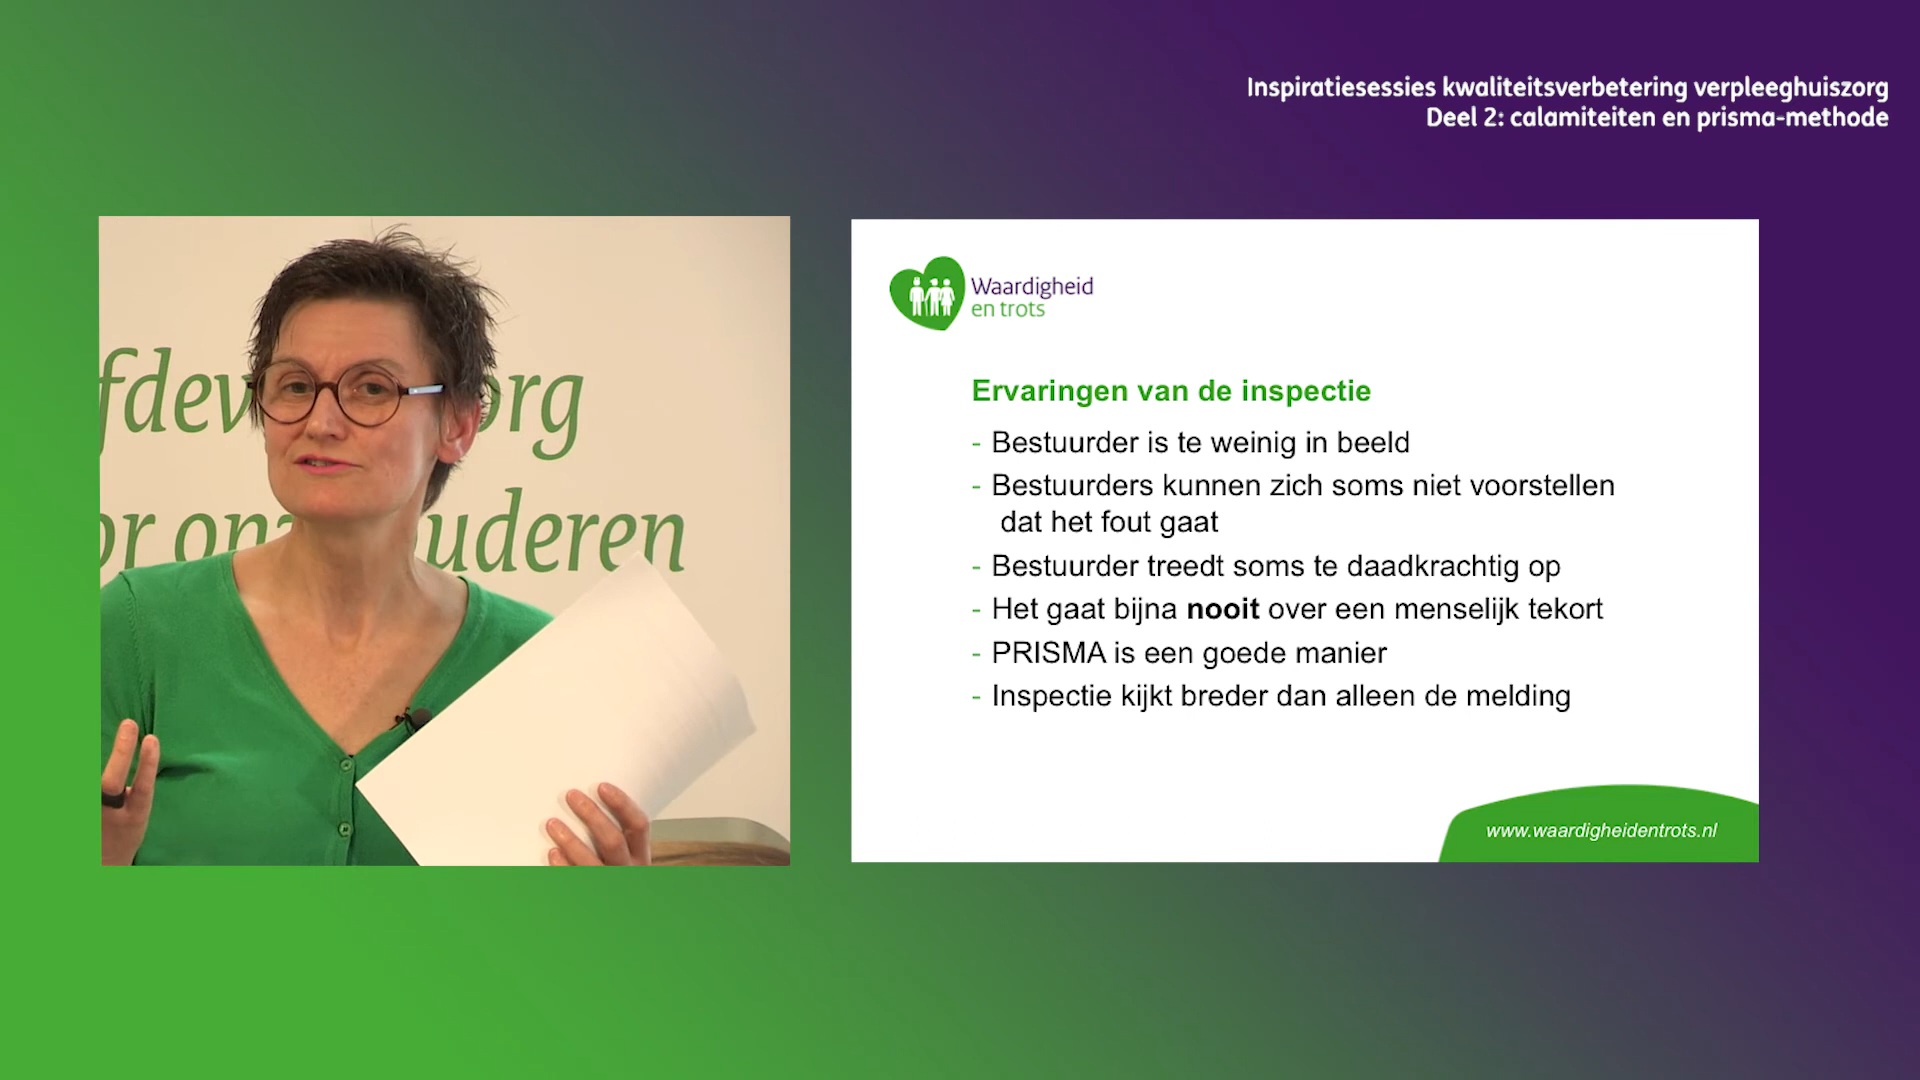 Inspiratiesessies kwaliteitsverbetering verpleeghuiszorg
Deel 2: calamiteiten en prisma-methode
Waardigheid
en trots
Ervaringen van de inspectie
- Bestuurder is te weinig in beeld
- Bestuurders kunnen zich soms niet voorstellen
dat het fout gaat
- Bestuurder treedt soms te daadkrachtig op
- Het gaat bijna nooit over een menselijk tekort
- PRISMA is een goede manier
- Inspectie kijkt breder dan alleen de melding
www.waardigheidentrots.nl